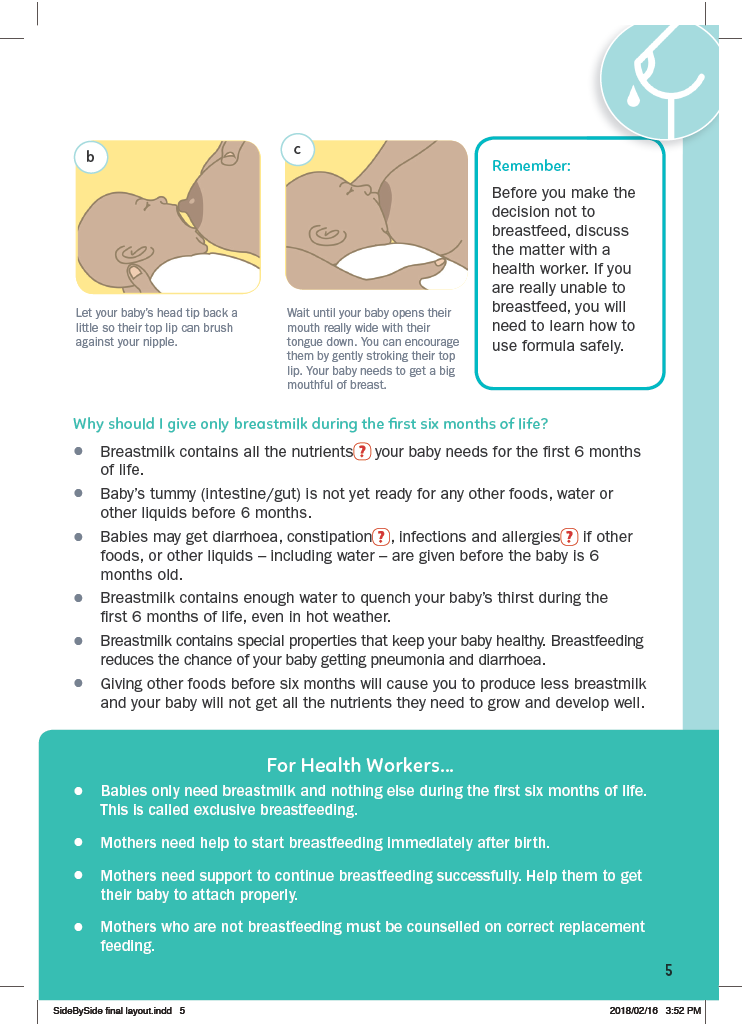 b
Let your baby's head tip back a
little so their top lip can brush
against your nipple.
c
Wait until your baby opens their
mouth really wide with their
tongue down. You can encourage
them by gently stroking their top
lip. Your baby needs to get a big
mouthful of breast.
Remember:
Before you make the
decision not to
breastfeed, discuss
the matter with a
health worker. If you
are really unable to
breastfeed, you will
need to learn how to
use formula safely.
Why should I give only breastmilk during the first six months of life?
• Breastmilk contains all the nutrients ? your baby needs for the first 6 months
of life.
• Baby's tummy (intestine/gut) is not yet ready for any other foods, water or
other liquids before 6 months.
• Babies may get diarrhoea, constipation ?, infections and allergies ? if other
foods, or other liquids – including water – are given before the baby is 6
months old.
• Breastmilk contains enough water to quench your baby's thirst during the
first 6 months of life, even in hot weather.
• Breastmilk contains special properties that keep your baby healthy. Breastfeeding
reduces the chance of your baby getting pneumonia and diarrhoea.
• Giving other foods before six months will cause you to produce less breastmilk
and your baby will not get all the nutrients they need to grow and develop well.
For Health Workers...
• Babies only need breastmilk and nothing else during the first six months of life.
This is called exclusive breastfeeding.
• Mothers need help to start breastfeeding immediately after birth.
• Mothers need support to continue breastfeeding successfully. Help them to get
their baby to attach properly.
• Mothers who are not breastfeeding must be counselled on correct replacement
feeding.
5
SideBySide final layout.indd 5
2018/02/16 3:52 PM